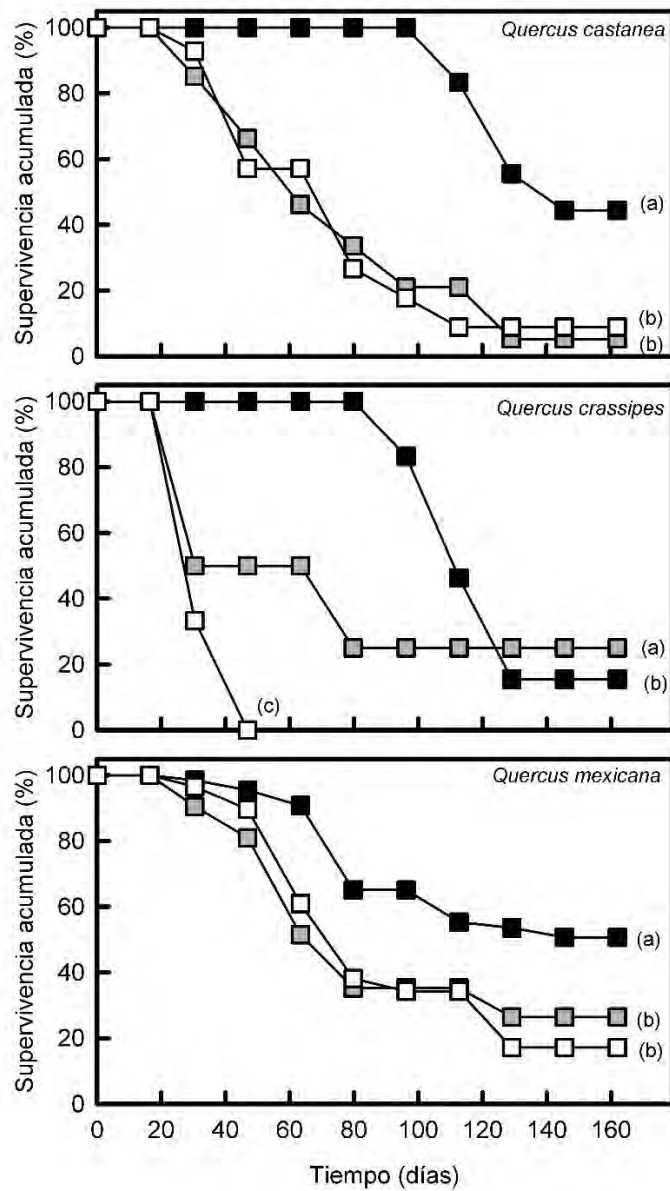 Supervivencia acumulada (%)
100
80
60
40
20
0
Quercus castanea
(a)
(b)
(b)
Supervivencia acumulada (%)
100
80
60
40
20
0
Quercus crassipes
(a)
(b)
(c)
Supervivencia acumulada (%)
100
80
60
40
20
0
Quercus mexicana
(a)
(b)
(b)
0 20 40 60 80 100 120 140 160
Tiempo (días)